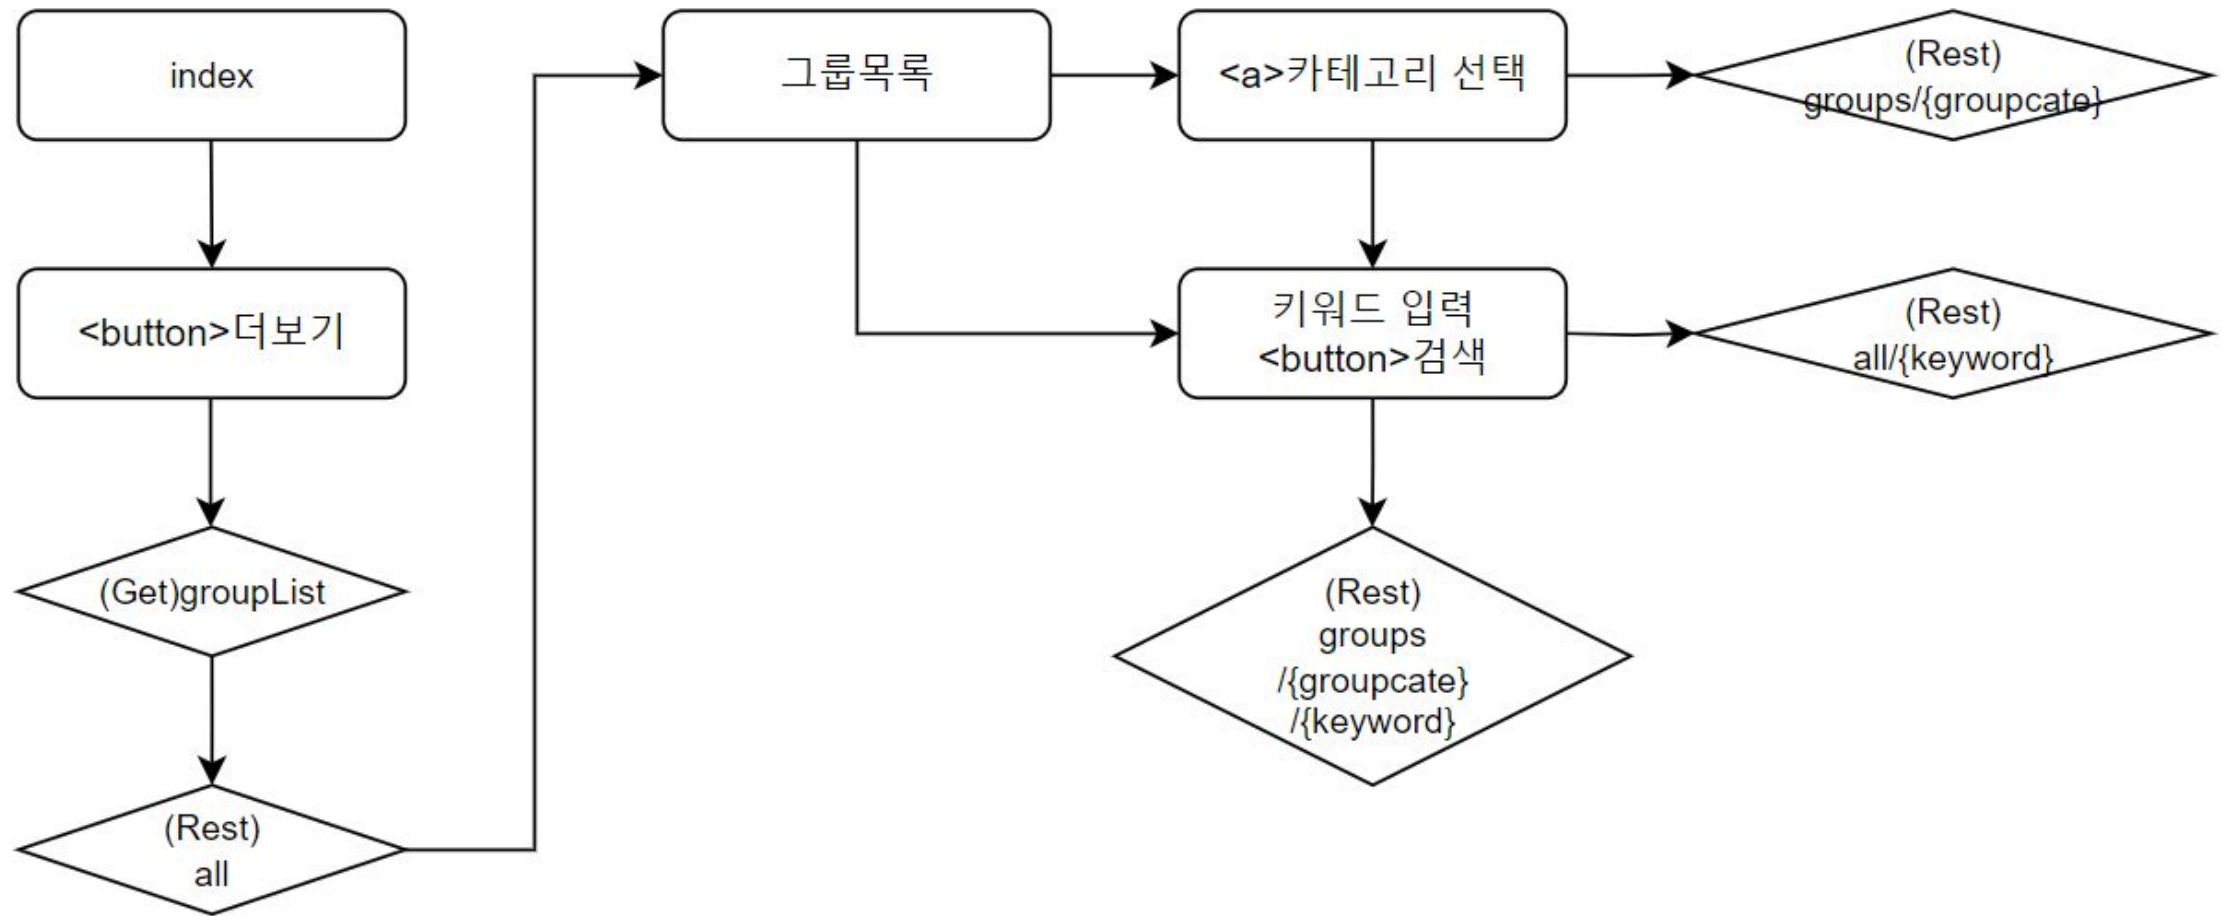 index
<button>더보기
(Get)groupList
(Rest)
all
그룹목록
<a>카테고리 선택
(Rest)
groups/{groupcate}
키워드 입력
<button>검색
(Rest)
all/{keyword}
(Rest)
groups
/{groupcate}
/{keyword}